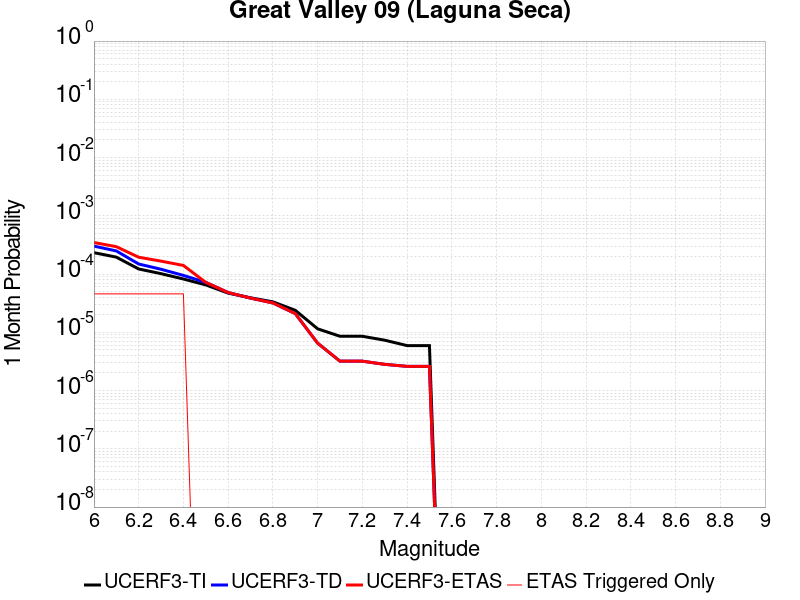 Great Valley 09 (Laguna Seca)
10^0
10^-1
10^-2
10^-3
10^-4
10^-5
10^-6
10^-7
10^-8
1 Month Probability
6 6.2 6.4 6.6 6.8 7 7.2 7.4 7.6 7.8 8 8.2 8.4 8.6 8.8 9
Magnitude
UCERF3-TI UCERF3-TD UCERF3-ETAS ETAS Triggered Only